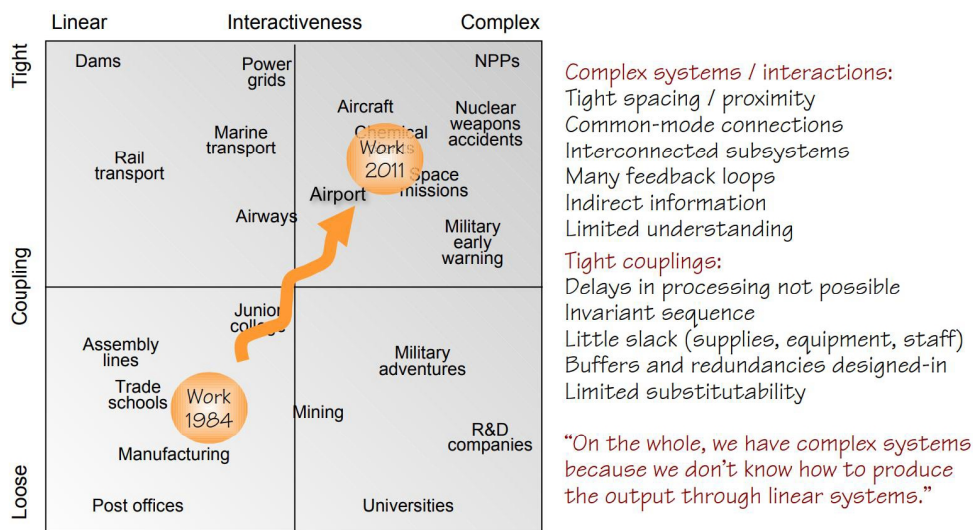 Linear Interactiveness Complex
Tight
Coupling
Loose
Dams
Power
grids
NPPs
Aircraft
Nuclear
weapons
accidents
Marine
transport
Chemical
Work
2011
Rail
transport
Space
missions
Airport
Airways
Military
early
warning
Junior
college
Assembly
lines
Military
adventures
Trade
schools
Work
1984
Mining
R&D
companies
Manufacturing
Post offices
Universities
Complex systems / interactions:
Tight spacing / proximity
Common-mode connections
Interconnected subsystems
Many feedback loops
Indirect information
Limited understanding
Tight couplings:
Delays in processing not possible
Invariant sequence
Little slack (supplies, equipment, staff)
Buffers and redundancies designed-in
Limited substitutability
“On the whole, we have complex systems
because we don’t know how to produce
the output through linear systems.”